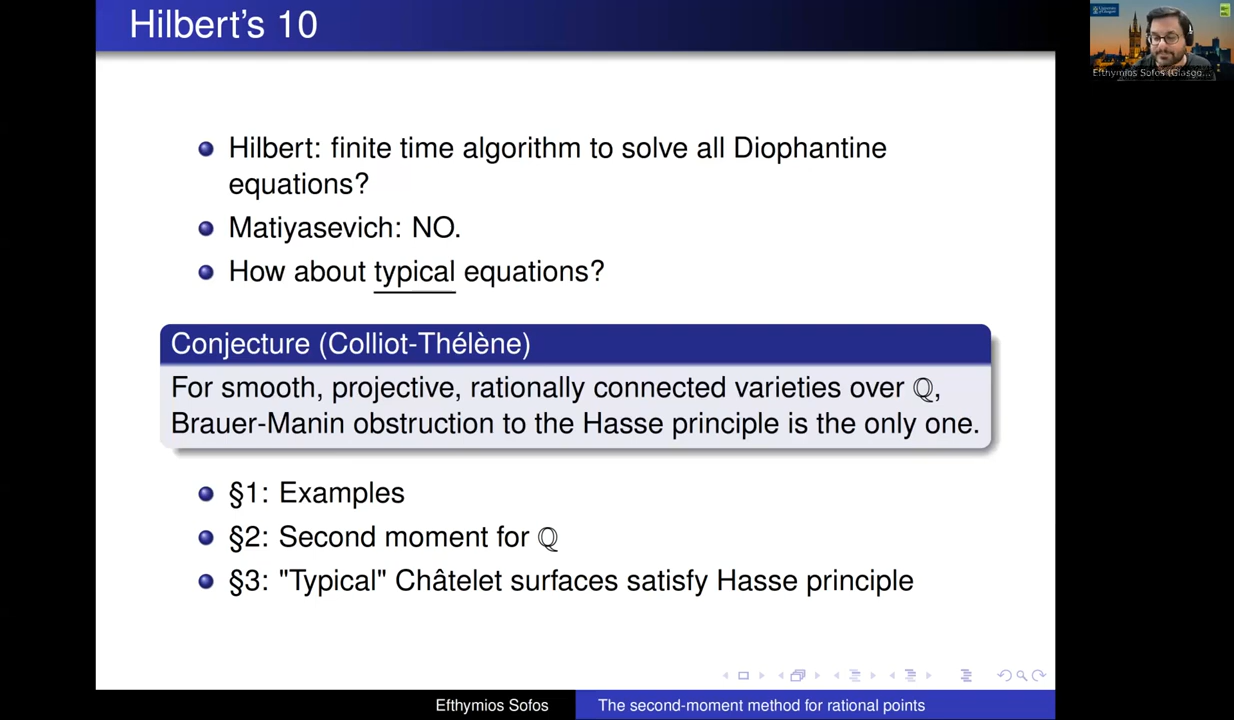 Hilbert's 10
Efthymios Sofos (Glasgo...
Hilbert: finite time algorithm to solve all Diophantine
equations?
Matiyasevich: NO.
How about typical equations?
Conjecture (Colliot-Thélène)
For smooth, projective, rationally connected varieties over ℚ,
Brauer-Manin obstruction to the Hasse principle is the only one.
§1: Examples
§2: Second moment for ℚ
§3: "Typical" Châtelet surfaces satisfy Hasse principle
Efthymios Sofos
The second-moment method for rational points